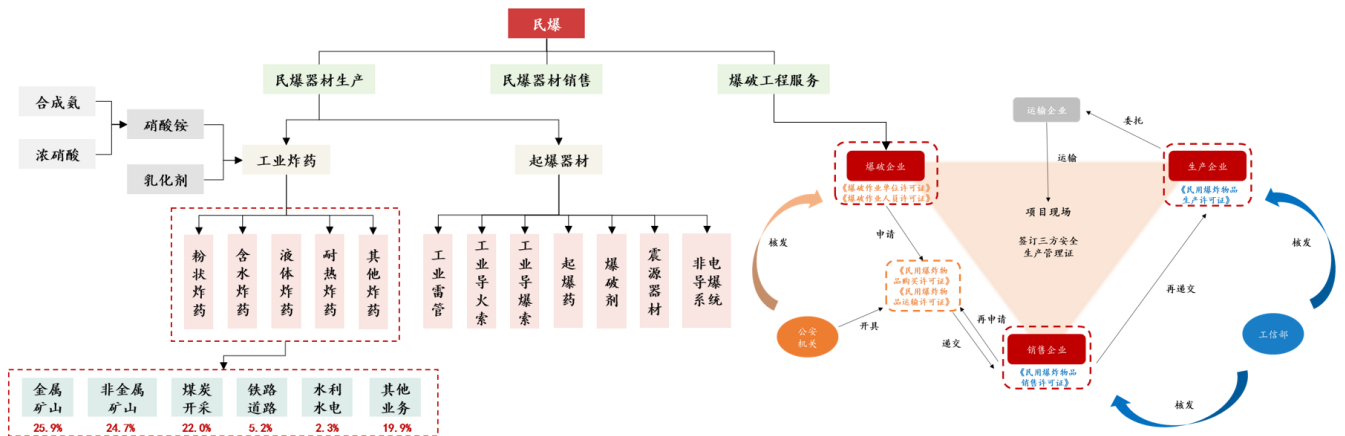 民爆
民爆器材生产
民爆器材销售
爆破工程服务
合成氨
浓硝酸
硝酸铵
乳化剂
工业炸药
起爆器材
粉状炸药
含水炸药
液体炸药
耐热炸药
其他炸药
工业雷管
工业导火索
工业导爆索
起爆药
爆破剂
震源器材
非电
导爆
系统
金属
矿山
25.9%
非金属
矿山
24.7%
煤炭
开采
22.0%
铁路
道路
5.2%
水利
水电
2.3%
其他
业务
19.9%
运输企业
委托
运输
爆破企业
《爆破作业单位许可证》
《爆破作业人员许可证》
生产企业
《民用爆炸物品
生产许可证》
项目现场
签订三方安全
生产管理证
核发
申请
《民用爆炸物
品购买许可证》
《民用爆炸物
品运输许可证》
公安
机关
开具
再申请
递交
销售企业
《民用爆炸物品
销售许可证》
再递交
核发
工信部
核发